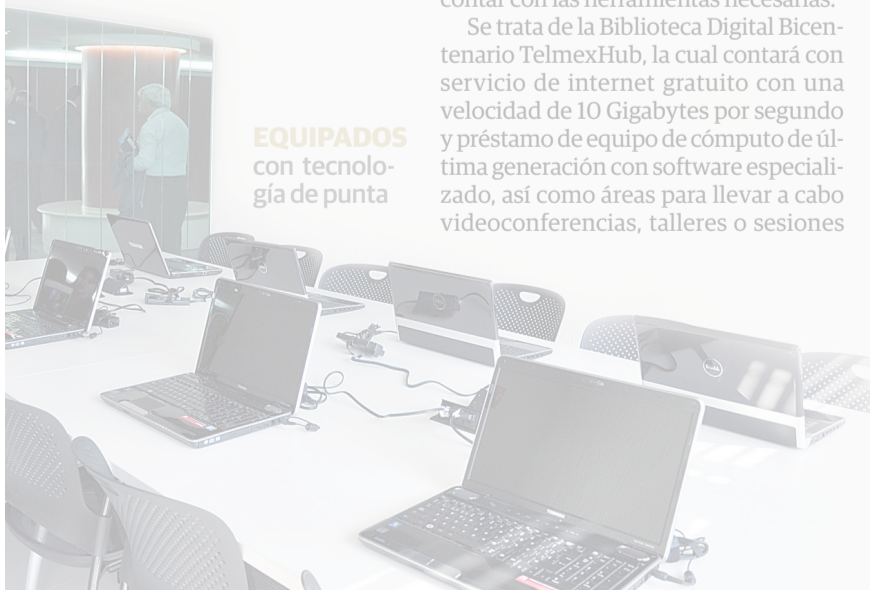 contar con las herramientas necesarias.
Se trata de la Biblioteca Digital Bicen-
tenario TelmexHub, la cual contará con
servicio de internet gratuito con una
velocidad de 10 Gigabytes por segundo
y préstamo de equipo de cómputo de úl-
tima generación con software especiali-
zado, así como áreas para llevar a cabo
videoconferencias, talleres o sesiones
EQUIPADOS
con tecnolo-
gía de punta
DELL